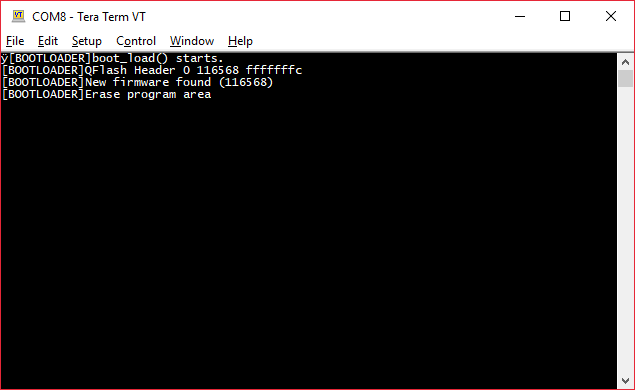 COM8 - Tera Term VT
File Edit Setup Control Window Help
ÿ[BOOTLOADER]boot_load() starts.
[BOOTLOADER]QFlash Header 0 116568 fffffffc
[BOOTLOADER]New firmware found (116568)
[BOOTLOADER]Erase program area